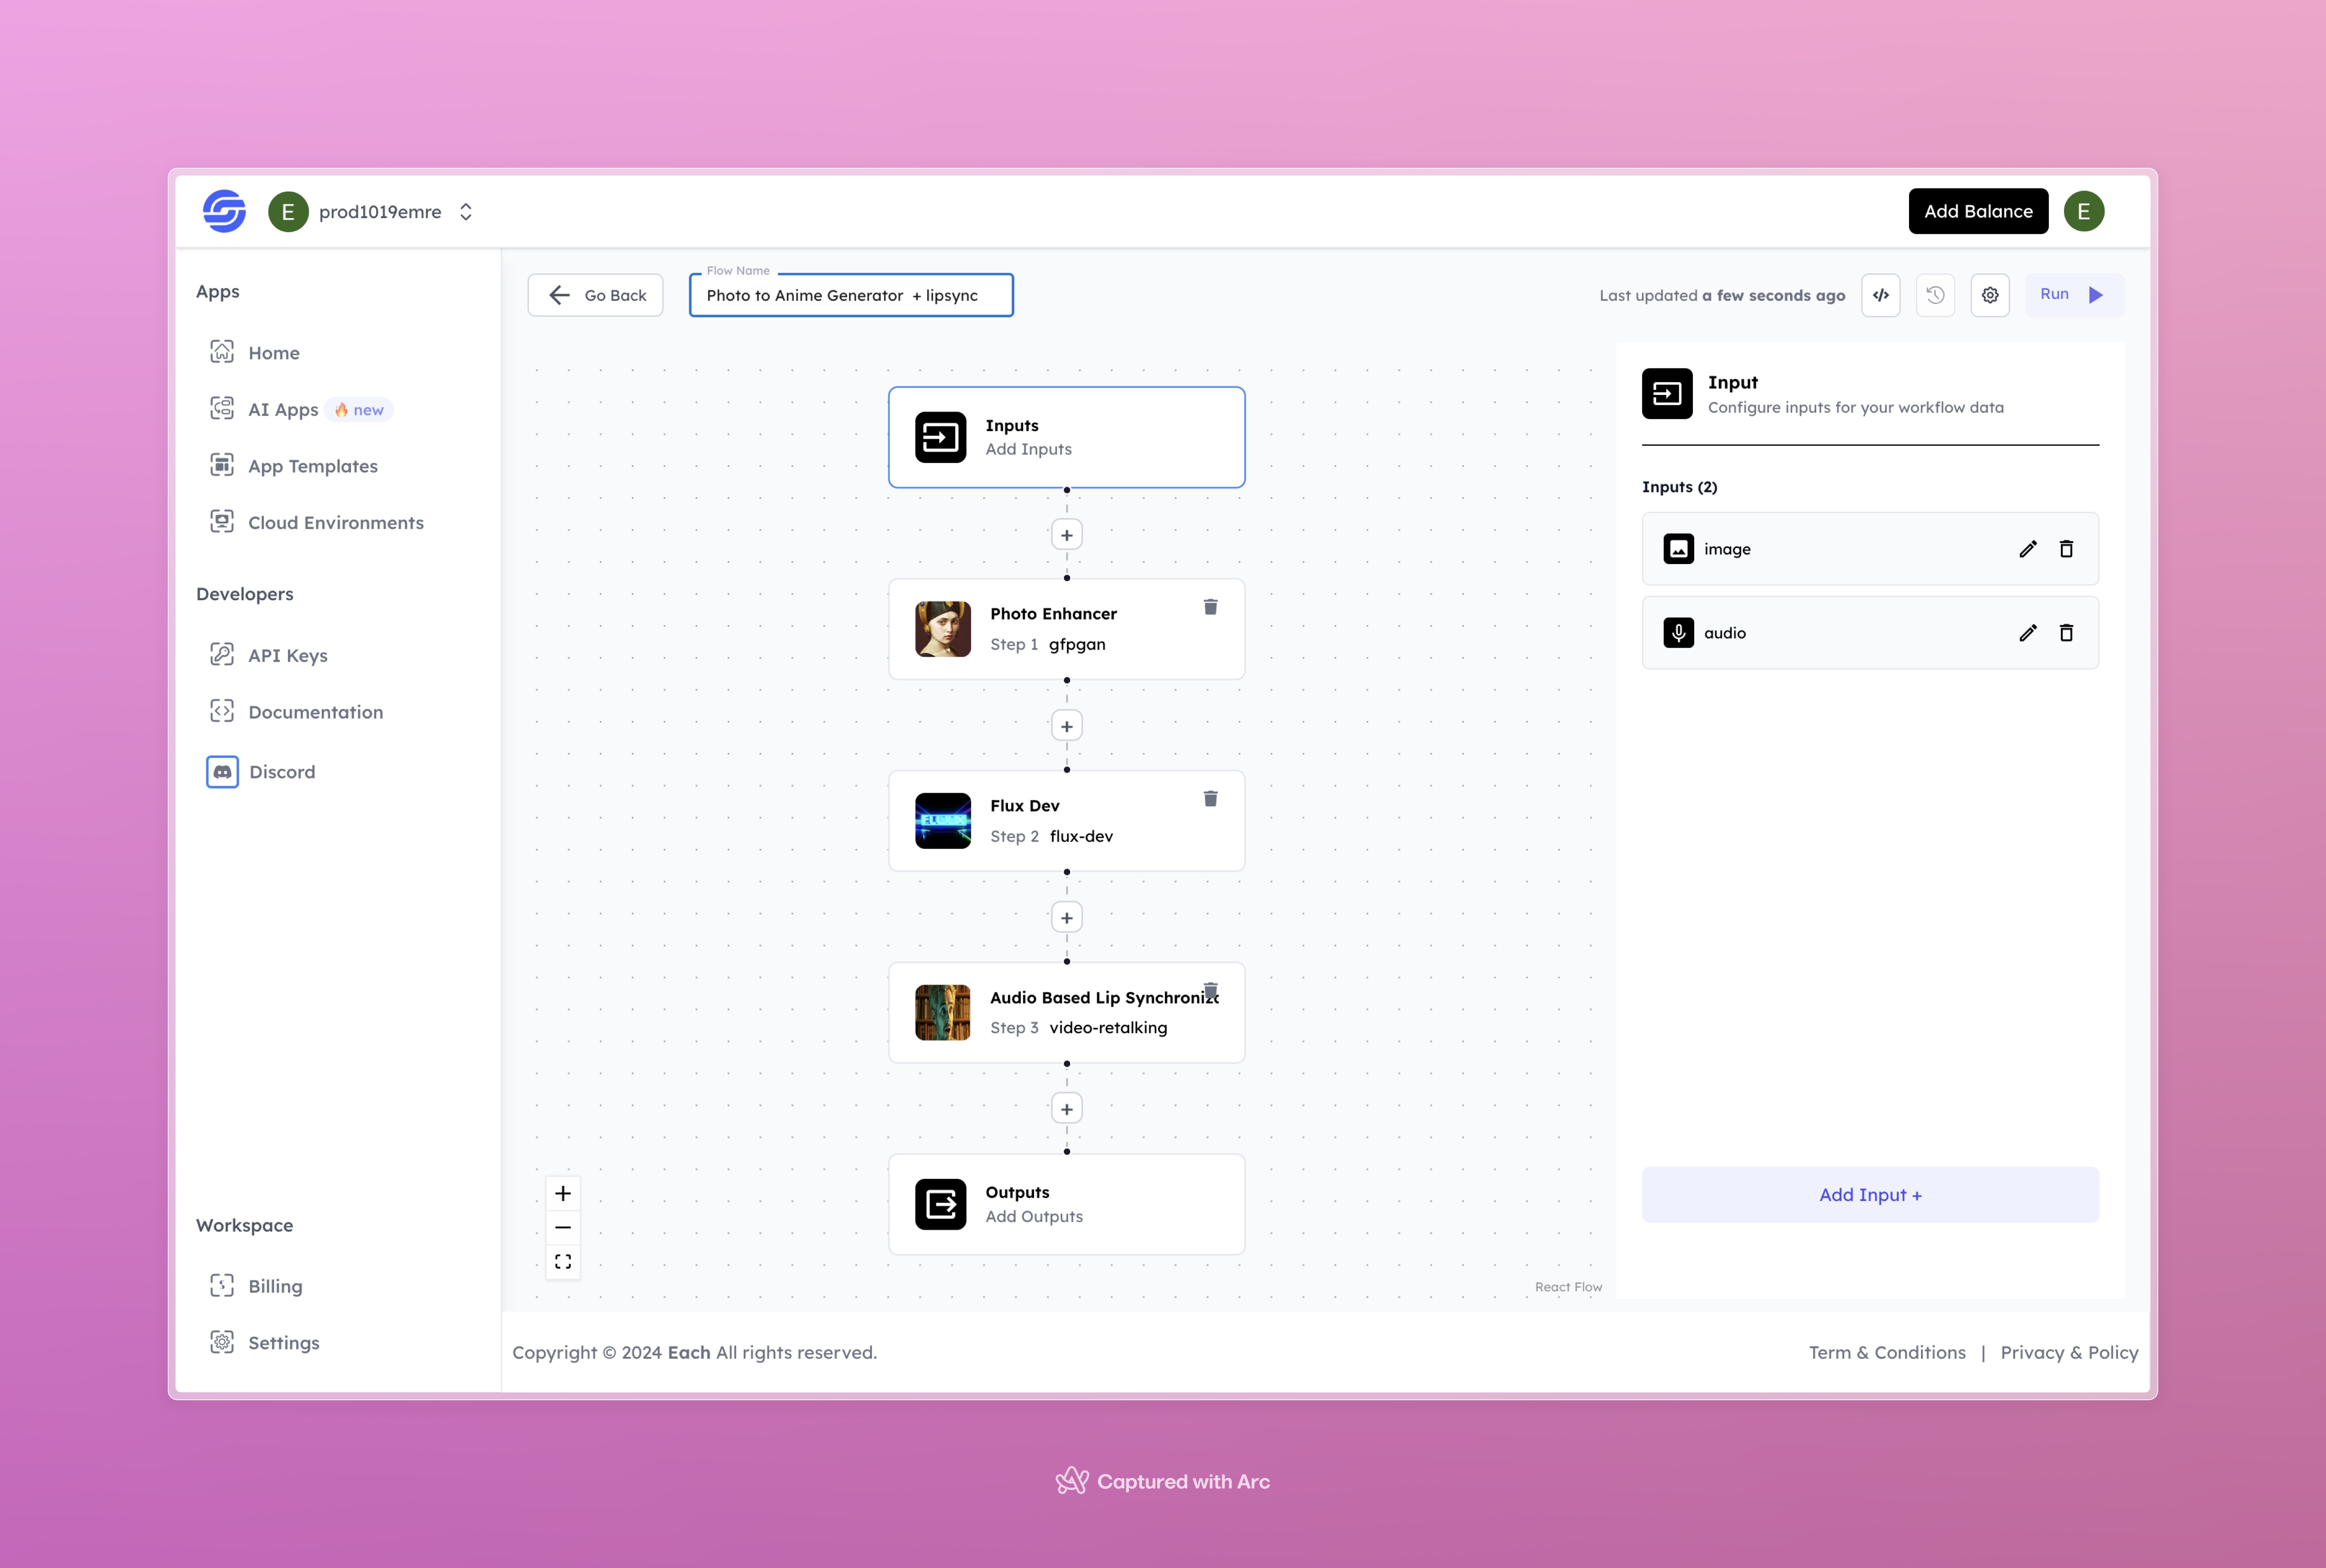 E prod1019emre
Add Balance
E
Apps
Home
AI Apps 🔥 new
App Templates
Cloud Environments
Developers
API Keys
Documentation
Discord
Workspace
Billing
Settings
Go Back
Flow Name
Photo to Anime Generator + lipsync
Last updated a few seconds ago
Run
Inputs
Add Inputs
Photo Enhancer
Step 1 gfpgan
Flux Dev
Step 2 flux-dev
Audio Based Lip Synchroniza
Step 3 video-retalking
Outputs
Add Outputs
React Flow
Input
Configure inputs for your workflow data
Inputs (2)
image
audio
Add Input +
Copyright © 2024 Each All rights reserved.
Term & Conditions | Privacy & Policy
Captured with Arc